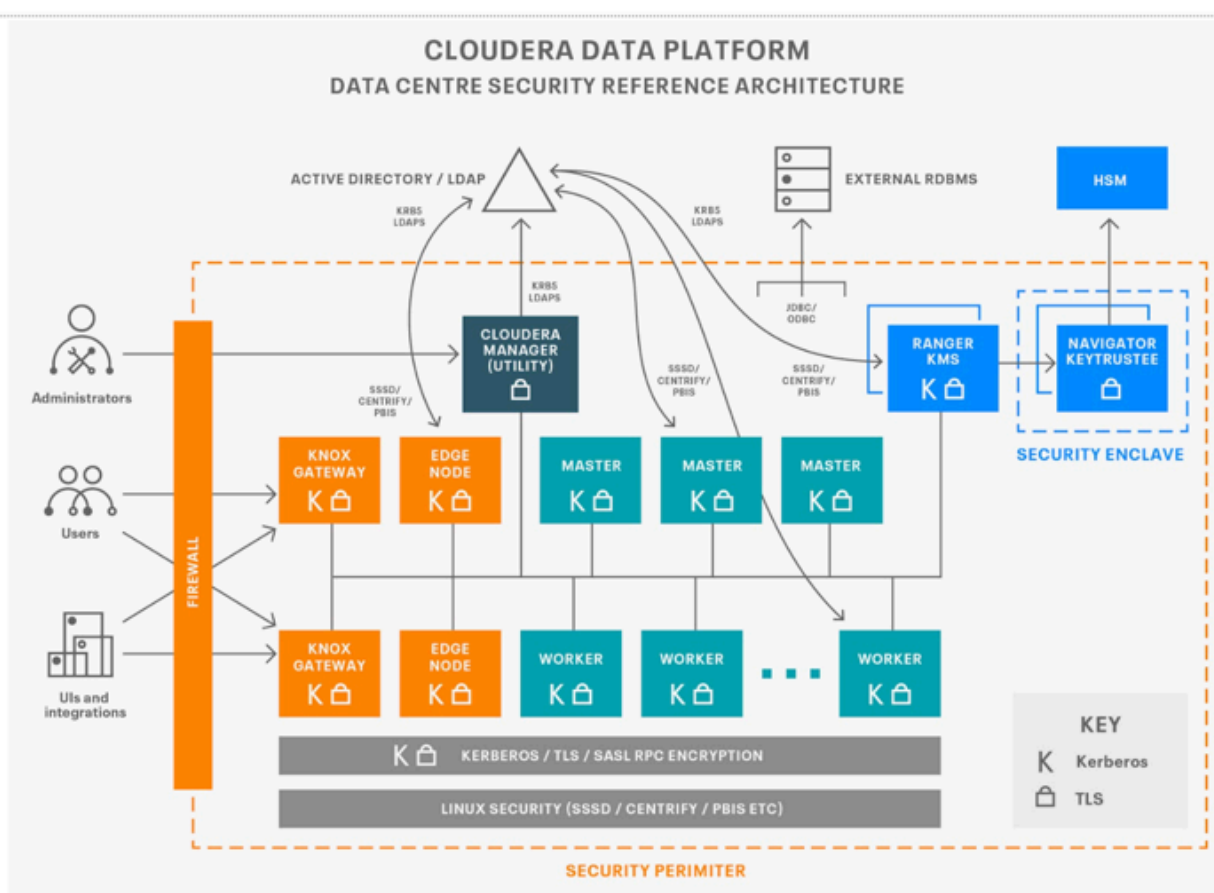 CLOUDERA DATA PLATFORM
DATA CENTRE SECURITY REFERENCE ARCHITECTURE
ACTIVE DIRECTORY / LDAP
EXTERNAL RDBMS
HSM
KRB5
LDAPS
KRB5
LDAPS
KRB5
LDAPS
JDBC/
ODBC
Administrators
CLOUDERA
MANAGER
(UTILITY)
SSSD/
CENTRIFY/
PBIS
SSSD/
CENTRIFY/
PBIS
SSSD/
CENTRIFY/
PBIS
RANGER
KMS
K
NAVIGATOR
KEYTRUSTEE
SECURITY ENCLAVE
Users
FIREWALL
KNOX
GATEWAY
K
EDGE
NODE
K
MASTER
K
MASTER
K
MASTER
K
UIs and
integrations
KNOX
GATEWAY
K
EDGE
NODE
K
WORKER
K
WORKER
K
WORKER
K
K KERBEROS / TLS / SASL RPC ENCRYPTION
LINUX SECURITY (SSSD / CENTRIFY / PBIS ETC)
KEY
K Kerberos
TLS
SECURITY PERIMITER